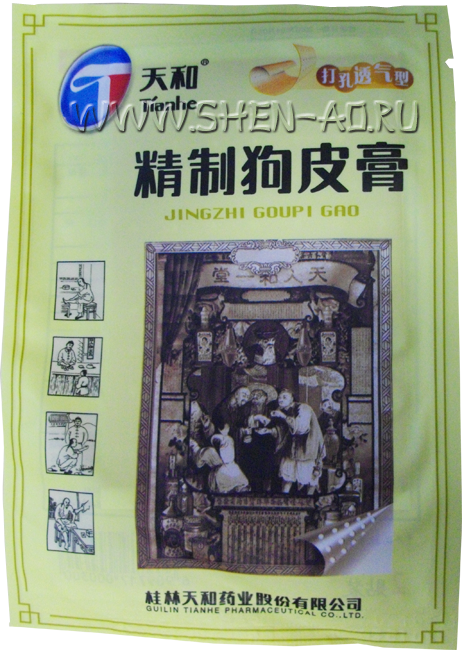 天和®
Tianhe
打孔透气型
WWW.SHEN-AO.RU
精制狗皮膏
JINGZHI GOUPI GAO
堂一和人天
桂林天和药业股份有限公司
GUILIN TIANHE PHARMACEUTICAL CO.,LTD.